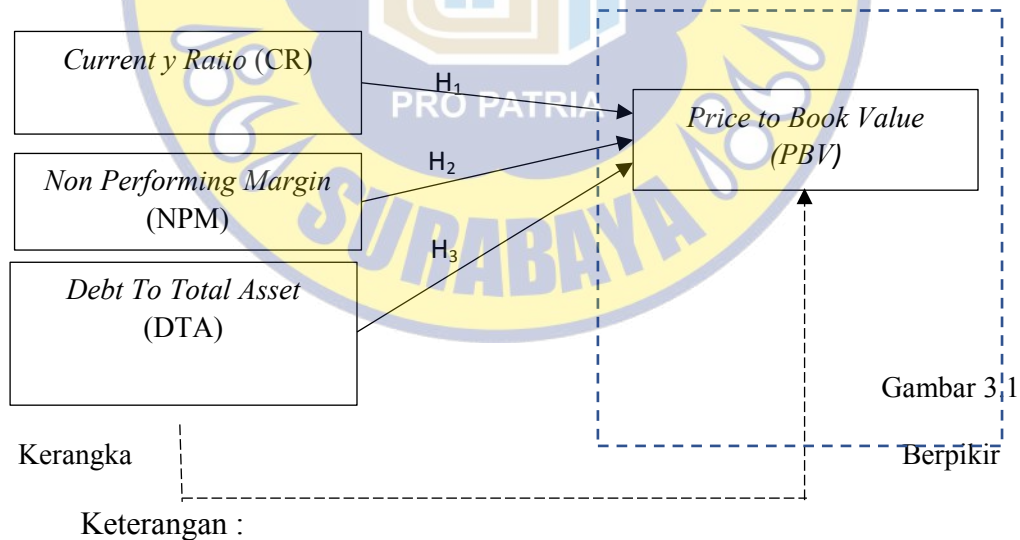 Current y Ratio (CR)
H1
PRO PATRIA
Price to Book Value
(PBV)
Non Performing Margin
(NPM)
H2
SURABAYA
H3
Debt To Total Asset
(DTA)
Gambar 3.1
Kerangka Berpikir
Keterangan :